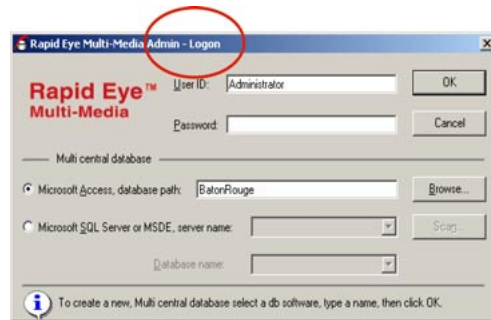 Rapid Eye Multi-Media Admin - Logon
Rapid Eye™
Multi-Media
User ID: Administrator
OK
Password:
Cancel
Multi central database
Microsoft Access, database path: BatonRouge
Browse...
Microsoft SQL Server or MSDE, server name:
Scan...
Database name:
To create a new, Multi central database select a db software, type a name, then click OK.